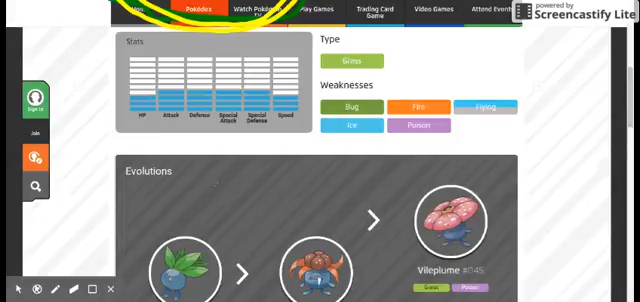 powered by
Screencastify Lite
Pokédex
Watch Pokémon TV
Play Games
Trading Card Game
Video Games
Attend Events
Stats
HP
Attack
Defense
Special Attack
Special Defense
Speed
Type
Grass
Weaknesses
Bug
Fire
Flying
Ice
Poison
Sign In
Join
Evolutions
Vileplume #045
Grass
Poison